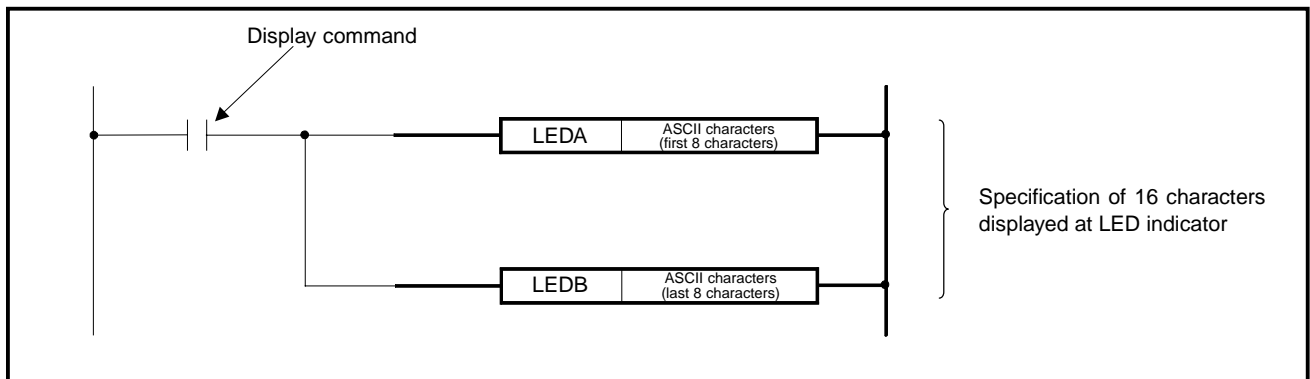 Display command
LEDA
ASCII characters
(first 8 characters)
Specification of 16 characters
displayed at LED indicator
LEDB
ASCII characters
(last 8 characters)